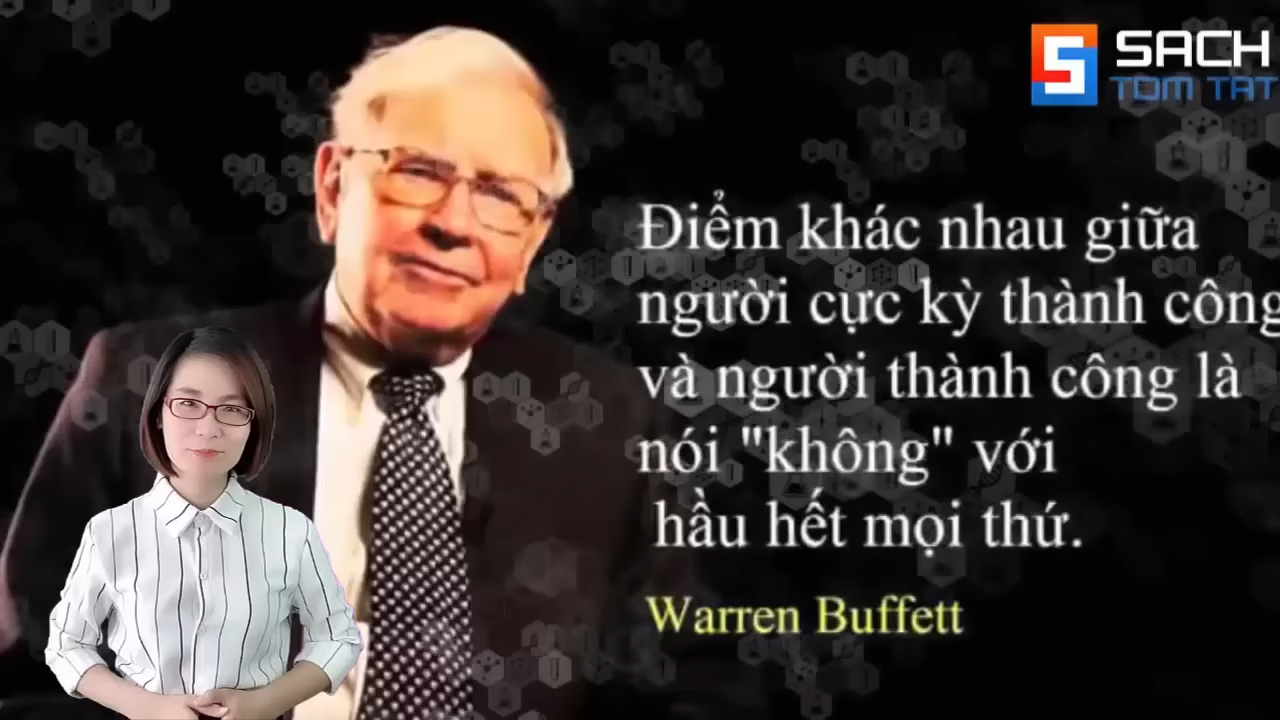 SACH
TOM TAT
Điểm khác nhau giữa
người cực kỳ thành công
và người thành công là
nói "không" với
hầu hết mọi thứ.
Warren Buffett